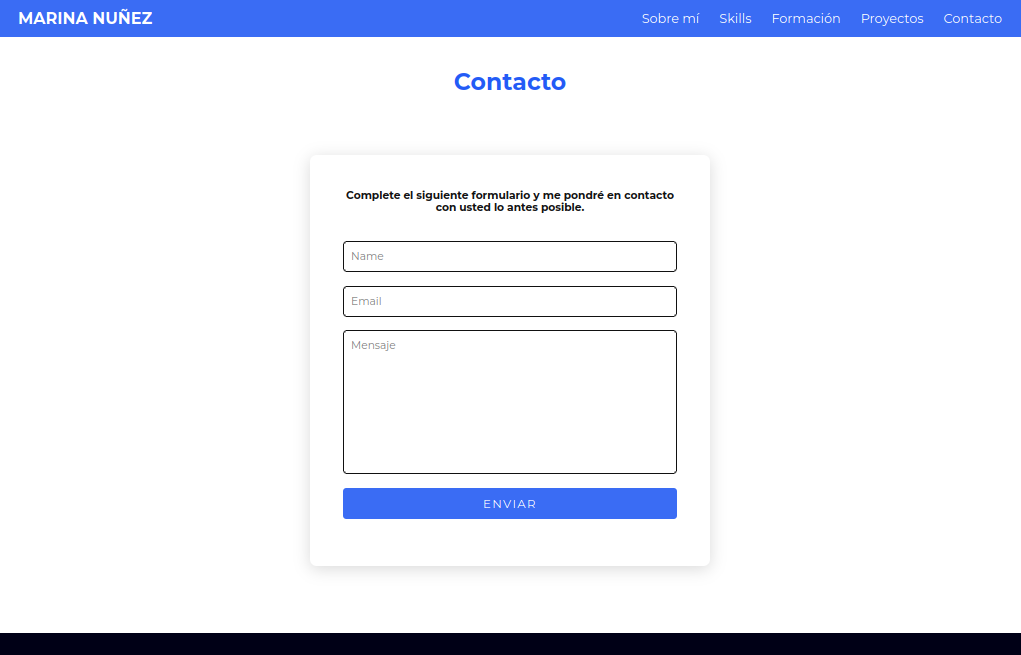 MARINA NUÑEZ
Sobre mí Skills Formación Proyectos Contacto
Contacto
Complete el siguiente formulario y me pondré en contacto
con usted lo antes posible.
Name
Email
Mensaje
ENVIAR